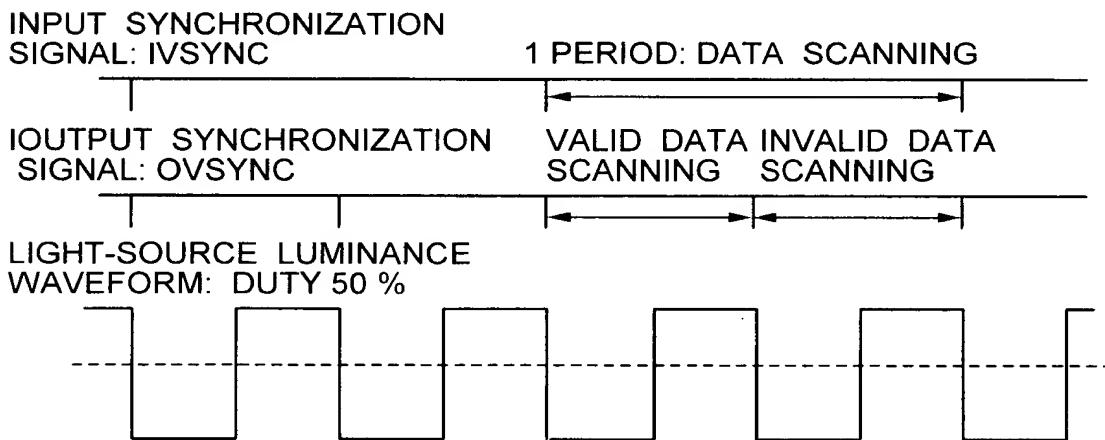 INPUT SYNCHRONIZATION
SIGNAL: IVSYNC
1 PERIOD: DATA SCANNING
IOUTPUT SYNCHRONIZATION
SIGNAL: OVSYNC
VALID DATA
SCANNING
INVALID DATA
SCANNING
LIGHT-SOURCE LUMINANCE
WAVEFORM: DUTY 50 %